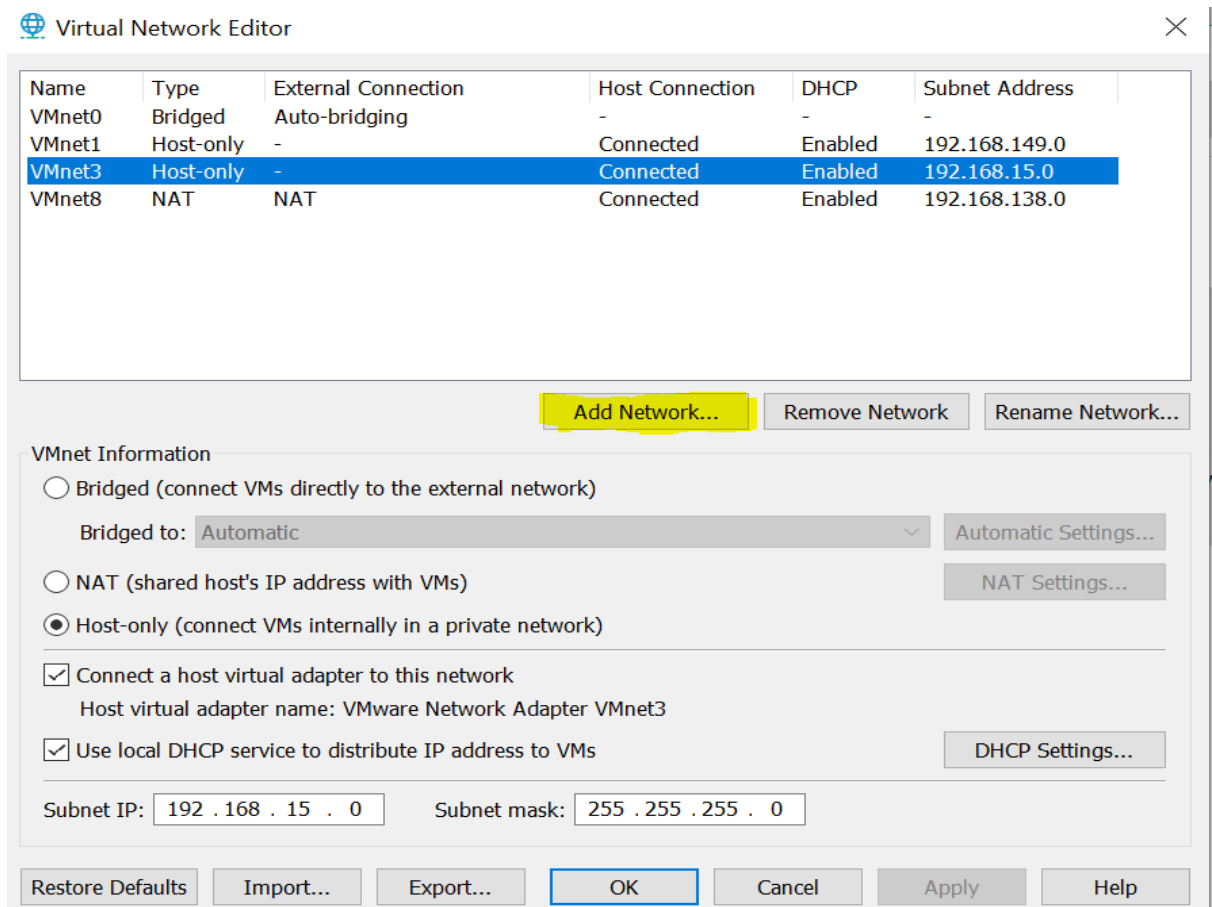 Virtual Network Editor
Name Type External Connection Host Connection DHCP Subnet Address
VMnet0 Bridged Auto-bridging - - -
VMnet1 Host-only - Connected Enabled 192.168.149.0
VMnet3 Host-only - Connected Enabled 192.168.15.0
VMnet8 NAT NAT Connected Enabled 192.168.138.0
Add Network... Remove Network Rename Network...
VMnet Information
Bridged (connect VMs directly to the external network)
Bridged to: Automatic Automatic Settings...
NAT (shared host's IP address with VMs) NAT Settings...
Host-only (connect VMs internally in a private network)
Connect a host virtual adapter to this network
Host virtual adapter name: VMware Network Adapter VMnet3
Use local DHCP service to distribute IP address to VMs DHCP Settings...
Subnet IP: 192 . 168 . 15 . 0 Subnet mask: 255 . 255 . 255 . 0
Restore Defaults Import... Export... OK Cancel Apply Help